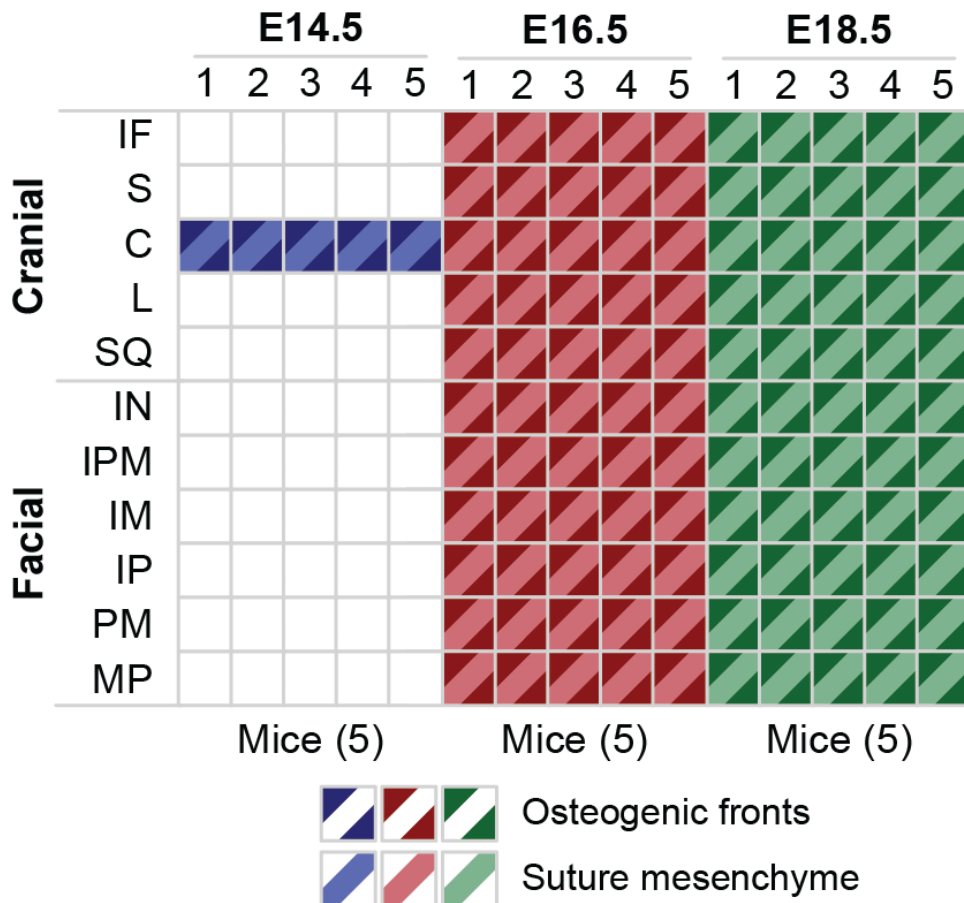 E14.5 E16.5 E18.5
1 2 3 4 5 1 2 3 4 5 1 2 3 4 5
Cranial
IF
S
C
L
SQ
Facial
IN
IPM
IM
IP
PM
MP
Mice (5) Mice (5) Mice (5)
Osteogenic fronts
Suture mesenchyme